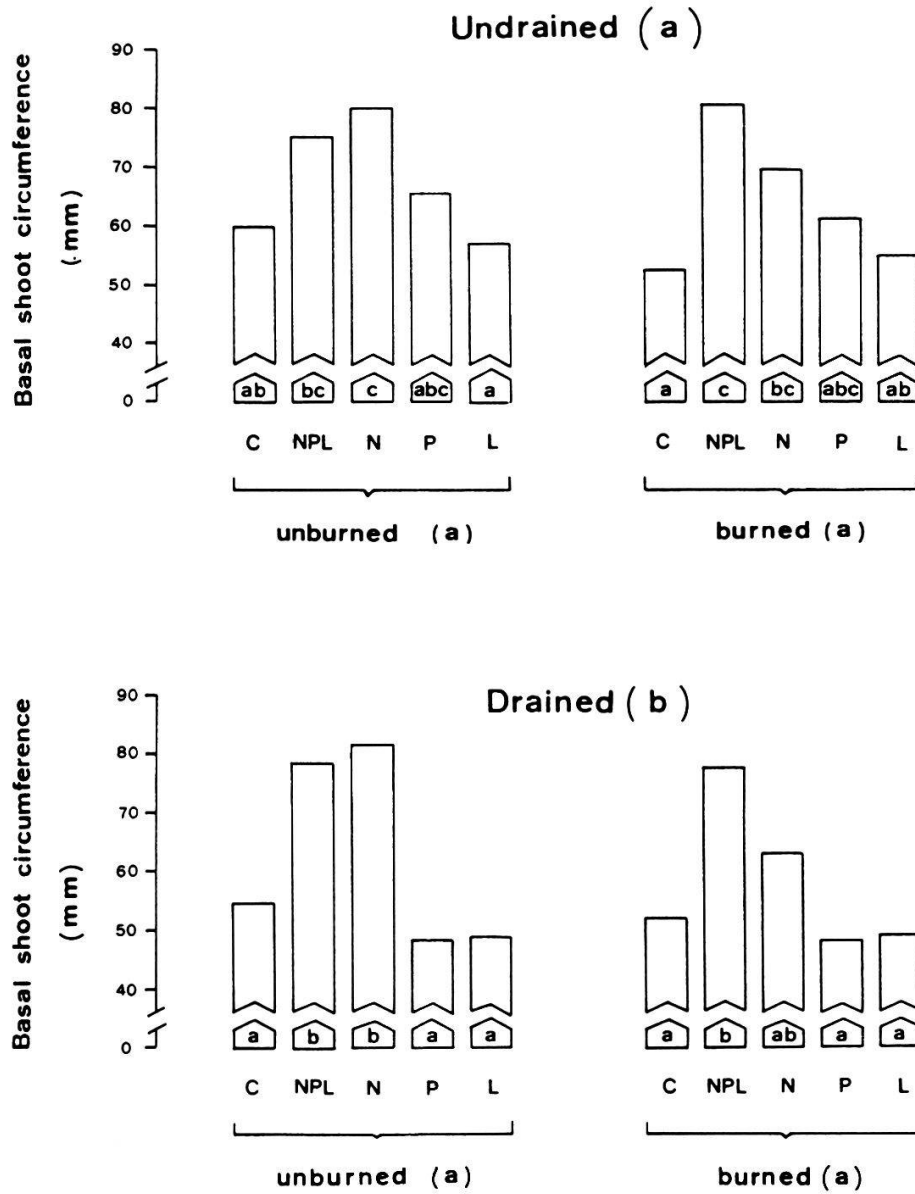 Undrained (a)
Basal shoot circumference
(.mm)
90
80
70
60
50
40
0
ab bc c abc a
a c bc abc ab
C NPL N P L
C NPL N P L
unburned (a)
burned (a)
Drained (b)
Basal shoot circumference
(mm)
90
80
70
60
50
40
0
a b b a a
a b ab a a
C NPL N P L
C NPL N P L
unburned (a)
burned (a)